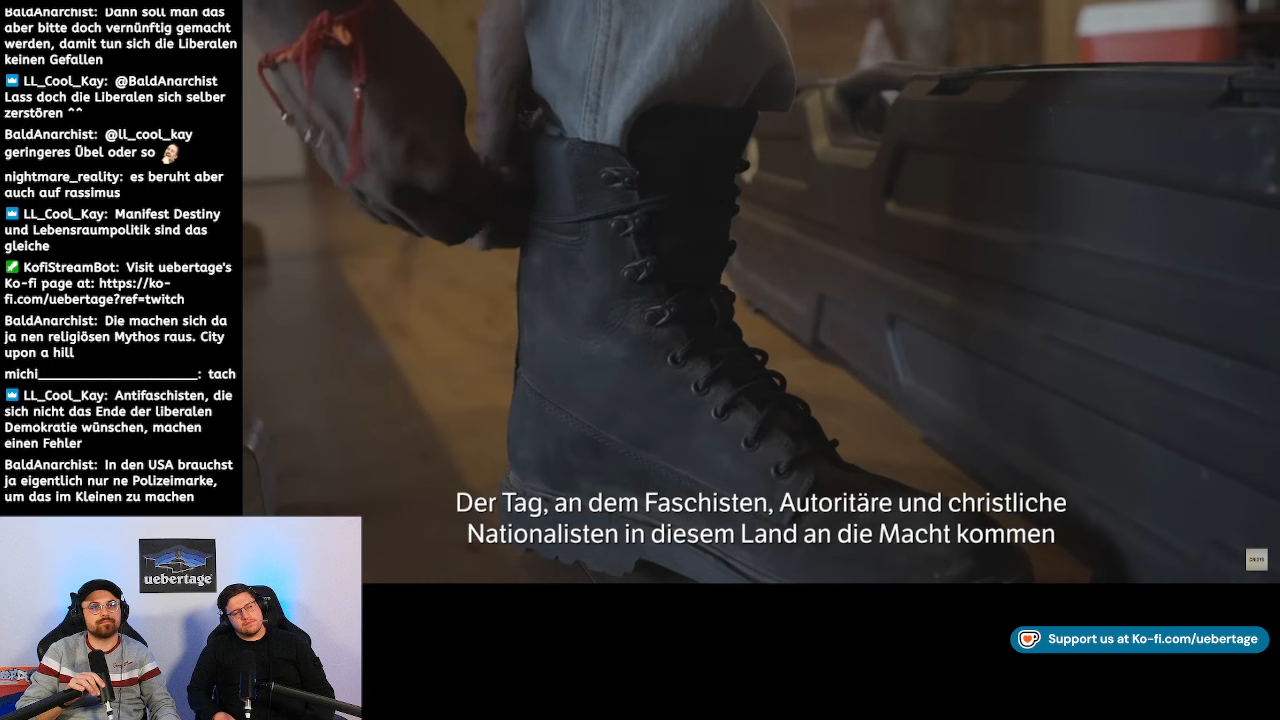 BaldAnarchist: Dann soll man das
aber bitte doch vernünftig gemacht
werden, damit tun sich die Liberalen
keinen Gefallen
LL_Cool_Kay: @BaldAnarchist
Lass doch die Liberalen sich selber
zerstören ^^
BaldAnarchist: @ll_cool_kay
geringeres Übel oder so
nightmare_reality: es beruht aber
auch auf rassimus
LL_Cool_Kay: Manifest Destiny
und Lebensraumpolitik sind das
gleiche
KofiStreamBot: Visit uebertage's
Ko-fi page at: https://ko-
fi.com/uebertage?ref=twitch
BaldAnarchist: Die machen sich da
ja nen religiösen Mythos raus. City
upon a hill
michi____________________: tach
LL_Cool_Kay: Antifaschisten, die
sich nicht das Ende der liberalen
Demokratie wünschen, machen
einen Fehler
BaldAnarchist: In den USA brauchst
ja eigentlich nur ne Polizeimarke,
um das im Kleinen zu machen
Der Tag, an dem Faschisten, Autoritäre und christliche
Nationalisten in diesem Land an die Macht kommen
uebertage
Support us at Ko-fi.com/uebertage